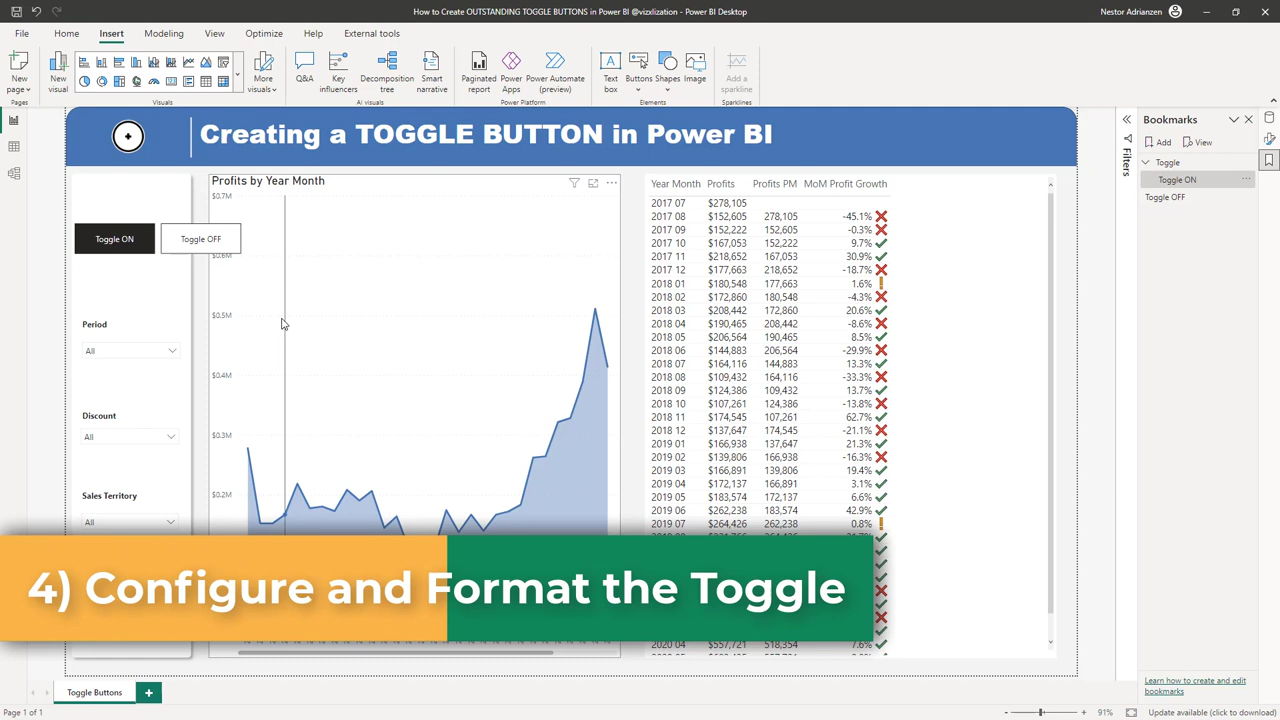 How to Create OUTSTANDING TOGGLE BUTTONS in Power BI @vizxlization - Power BI Desktop
Nestor Adrianzen
File Home Insert Modeling View Optimize Help External tools
New page
New visual
More visuals
Q&A
Key influencers
Decomposition tree
Smart narrative
Paginated report
Power Apps
Power Automate (preview)
Text box
Buttons
Shapes
Image
Add a sparkline
Pages Visuals AI visuals Power Platform Elements Sparklines
Creating a TOGGLE BUTTON in Power BI
Toggle ON
Toggle OFF
Period
All
Discount
All
Sales Territory
All
Profits by Year Month
$0.7M
$0.6M
$0.5M
$0.4M
$0.3M
$0.2M
Year Month Profits Profits PM MoM Profit Growth
2017 07 $278,105
2017 08 $152,605 278,105 -45.1%
2017 09 $152,222 152,605 -0.3%
2017 10 $167,053 152,222 9.7%
2017 11 $218,652 167,053 30.9%
2017 12 $177,663 218,652 -18.7%
2018 01 $180,548 177,663 1.6%
2018 02 $172,860 180,548 -4.3%
2018 03 $208,442 172,860 20.6%
2018 04 $190,465 208,442 -8.6%
2018 05 $206,564 190,465 8.5%
2018 06 $144,883 206,564 -29.9%
2018 07 $164,116 144,883 13.3%
2018 08 $109,432 164,116 -33.3%
2018 09 $124,386 109,432 13.7%
2018 10 $107,261 124,386 -13.8%
2018 11 $174,545 107,261 62.7%
2018 12 $137,647 174,545 -21.1%
2019 01 $166,938 137,647 21.3%
2019 02 $139,806 166,938 -16.3%
2019 03 $166,891 139,806 19.4%
2019 04 $172,137 166,891 3.1%
2019 05 $183,574 172,137 6.6%
2019 06 $262,238 183,574 42.9%
2019 07 $264,426 262,238 0.8%
2020 04 $557,721 518,354 7.6%
4) Configure and Format the Toggle
Filters
Bookmarks
Add View
Toggle
Toggle ON
Toggle OFF
Learn how to create and edit
bookmarks
Toggle Buttons
Page 1 of 1
91%
Update available (click to download)